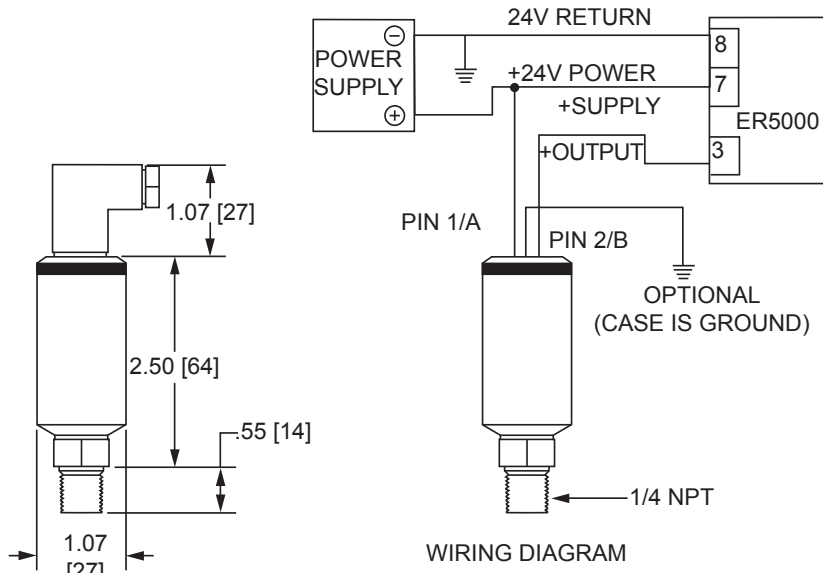 24V RETURN
POWER
SUPPLY
8
+24V POWER
7
+SUPPLY
ER5000
+OUTPUT
3
1.07 [27]
PIN 1/A
PIN 2/B
OPTIONAL
(CASE IS GROUND)
2.50 [64]
.55 [14]
1/4 NPT
1.07
[27]
WIRING DIAGRAM